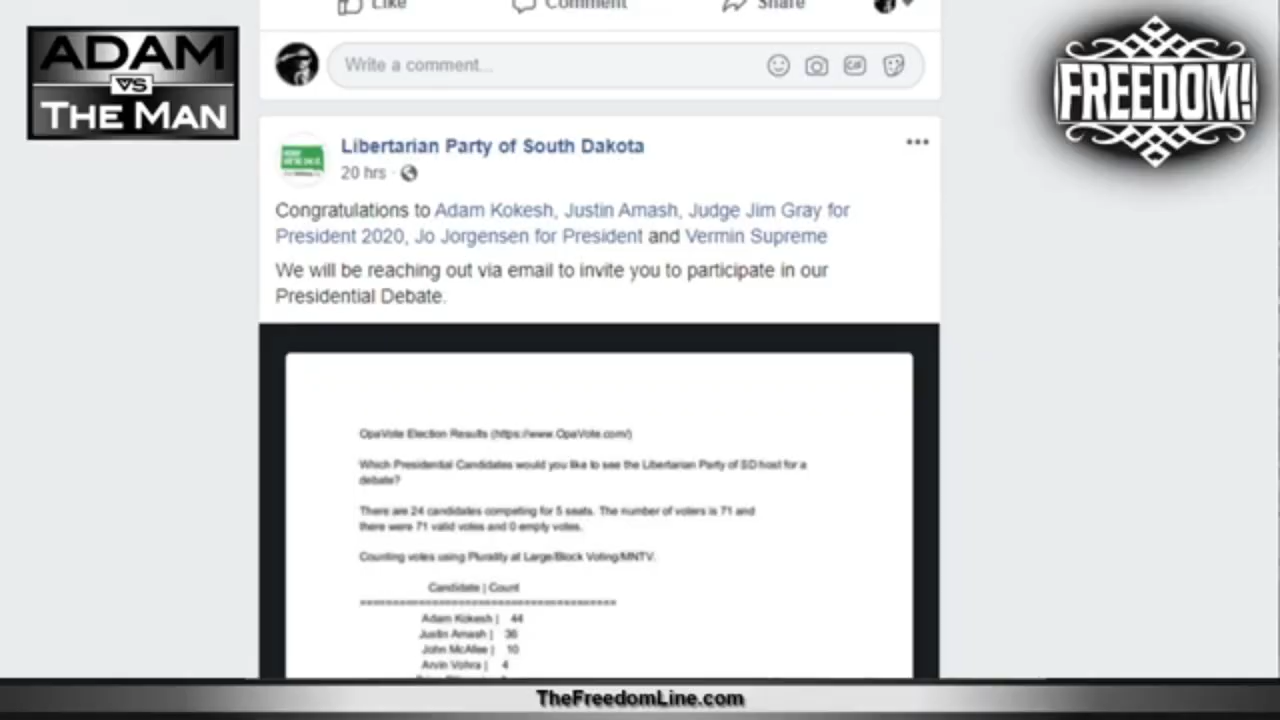 Like Comment Share
ADAM
VS
THE MAN
FREEDOM!
Write a comment...
GIF
Libertarian Party of South Dakota
20 hrs ·
Congratulations to Adam Kokesh, Justin Amash, Judge Jim Gray for
President 2020, Jo Jorgensen for President and Vermin Supreme
We will be reaching out via email to invite you to participate in our
Presidential Debate.
OpaVote Election Results (https://www.OpaVote.com/)
Which Presidential Candidates would you like to see the Libertarian Party of SD host for a
debate?
There are 24 candidates competing for 5 seats. The number of voters is 71 and
there were 71 valid votes and 0 empty votes.
Counting votes using Plurality at Large/Block Voting/MNTV.
Candidate | Count
========================================
Adam Kokesh | 44
Justin Amash | 36
John McAfee | 10
Arvin Vohra | 4
TheFreedomLine.com